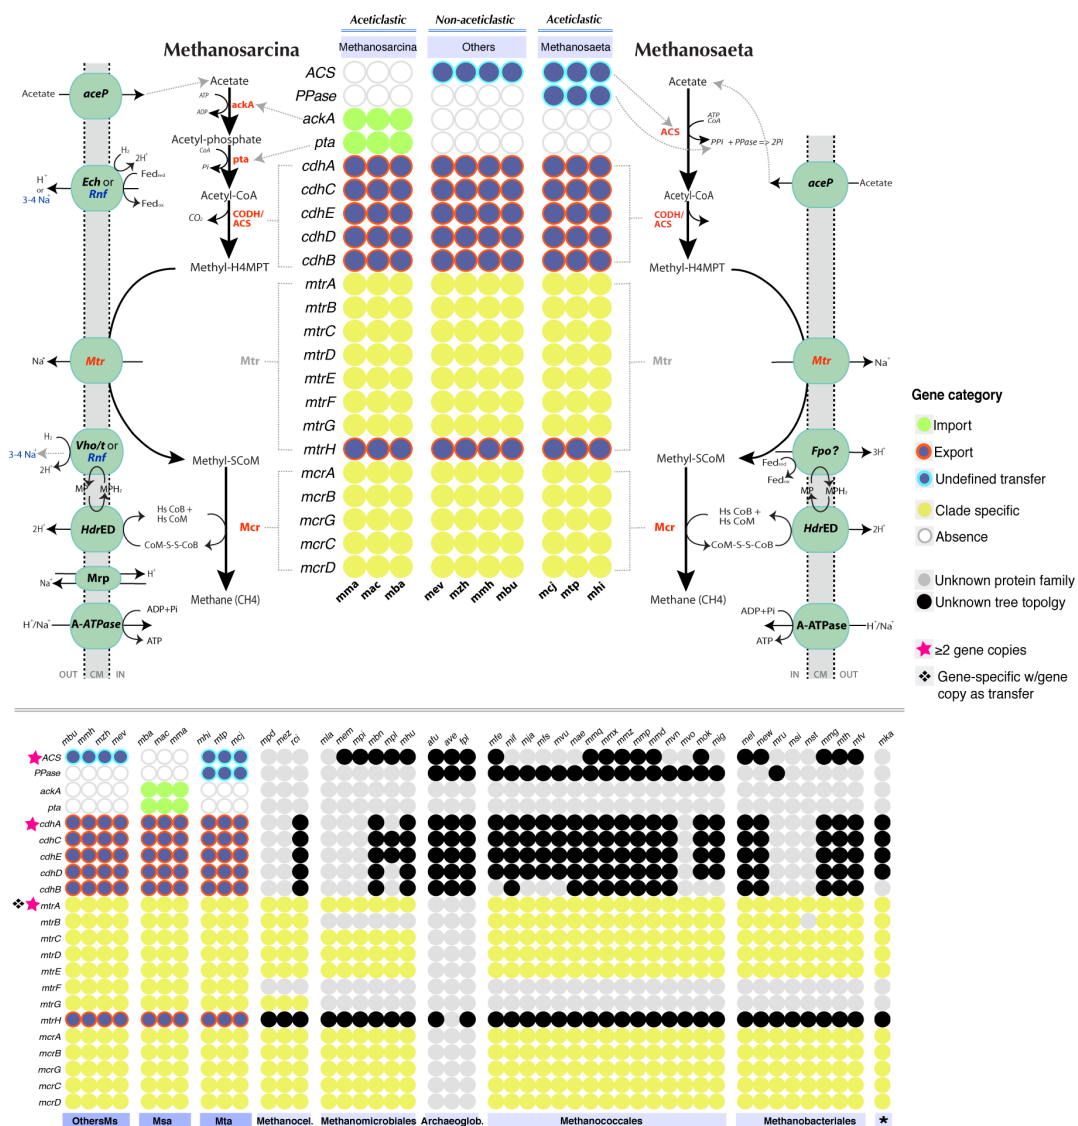 Aceticlastic
Non-aceticlastic
Aceticlastic
Methanosarcina
Methanosarcina
Others
Methanosaeta
Methanosaeta
ACS
PPase
ackA
pta
cdhA
cdhC
cdhE
cdhD
cdhB
mtrA
mtrB
mtrC
mtrD
mtrE
mtrF
mtrG
mtrH
mcrA
mcrB
mcrG
mcrC
mcrD
mma mac mba mev mzh mmh mbu mcj mtp mhi
Acetate
aceP
Acetate
ATP
ADP
ackA
Acetyl-phosphate
CoA
Pi
pta
Acetyl-CoA
CO2
CODH/
ACS
Methyl-H4MPT
H2
2H+
Fedred
Fedox
Ech or
Rnf
H+
or
3-4 Na+
Mtr
Na+
Mtr
Methyl-SCoM
H2
Vho/t or
Rnf
3-4 Na+
2H+
MP
MPH2
HdrED
2H+
Hs CoB +
Hs CoM
CoM-S-S-CoB
Mcr
Mrp
H+
Na+
A-ATPase
H+/Na+
ADP+Pi
ATP
Methane (CH4)
OUT CM IN
Acetate
ATP
CoA
ACS
PPi + PPase => 2Pi
Acetyl-CoA
CODH/
ACS
Methyl-H4MPT
aceP
Acetate
Mtr
Mtr
Na+
Methyl-SCoM
Fpo?
3H+
Fedred
Fedox
MP
MPH2
HdrED
2H+
Hs CoB +
Hs CoM
CoM-S-S-CoB
Mcr
Methane (CH4)
ADP+Pi
ATP
A-ATPase
H+/Na+
IN CM OUT
Gene category
Import
Export
Undefined transfer
Clade specific
Absence
Unknown protein family
Unknown tree topolgy
≥2 gene copies
Gene-specific w/gene
copy as transfer
mbu mmh mzh mev mba mac mma mhi mtp mcj mpd mez rci mla mem mpi mbn mpl mhu afu ave fpl mfe mif mja mfs mvu mae mmq mmx mmz mmp mmd mvn mvo mok mig mel mew mru msi mst mmg mth mfv mka
ACS
PPase
ackA
pta
cdhA
cdhC
cdhE
cdhD
cdhB
mtrA
mtrB
mtrC
mtrD
mtrE
mtrF
mtrG
mtrH
mcrA
mcrB
mcrG
mcrC
mcrD
OthersMs Msa Mta Methanocel. Methanomicrobiales Archaeoglob. Methanococcales Methanobacteriales *